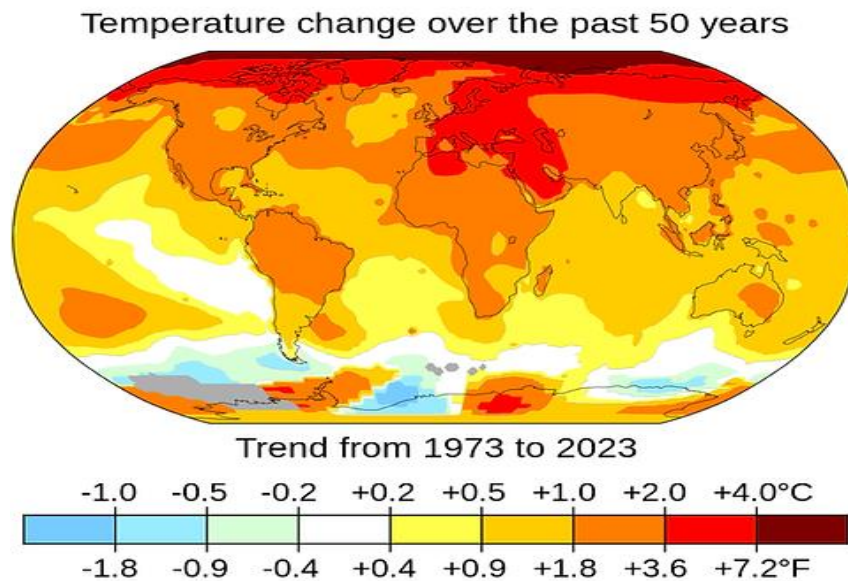 Temperature change over the past 50 years
Trend from 1973 to 2023
-1.0 -0.5 -0.2 +0.2 +0.5 +1.0 +2.0 +4.0°C
-1.8 -0.9 -0.4 +0.4 +0.9 +1.8 +3.6 +7.2°F